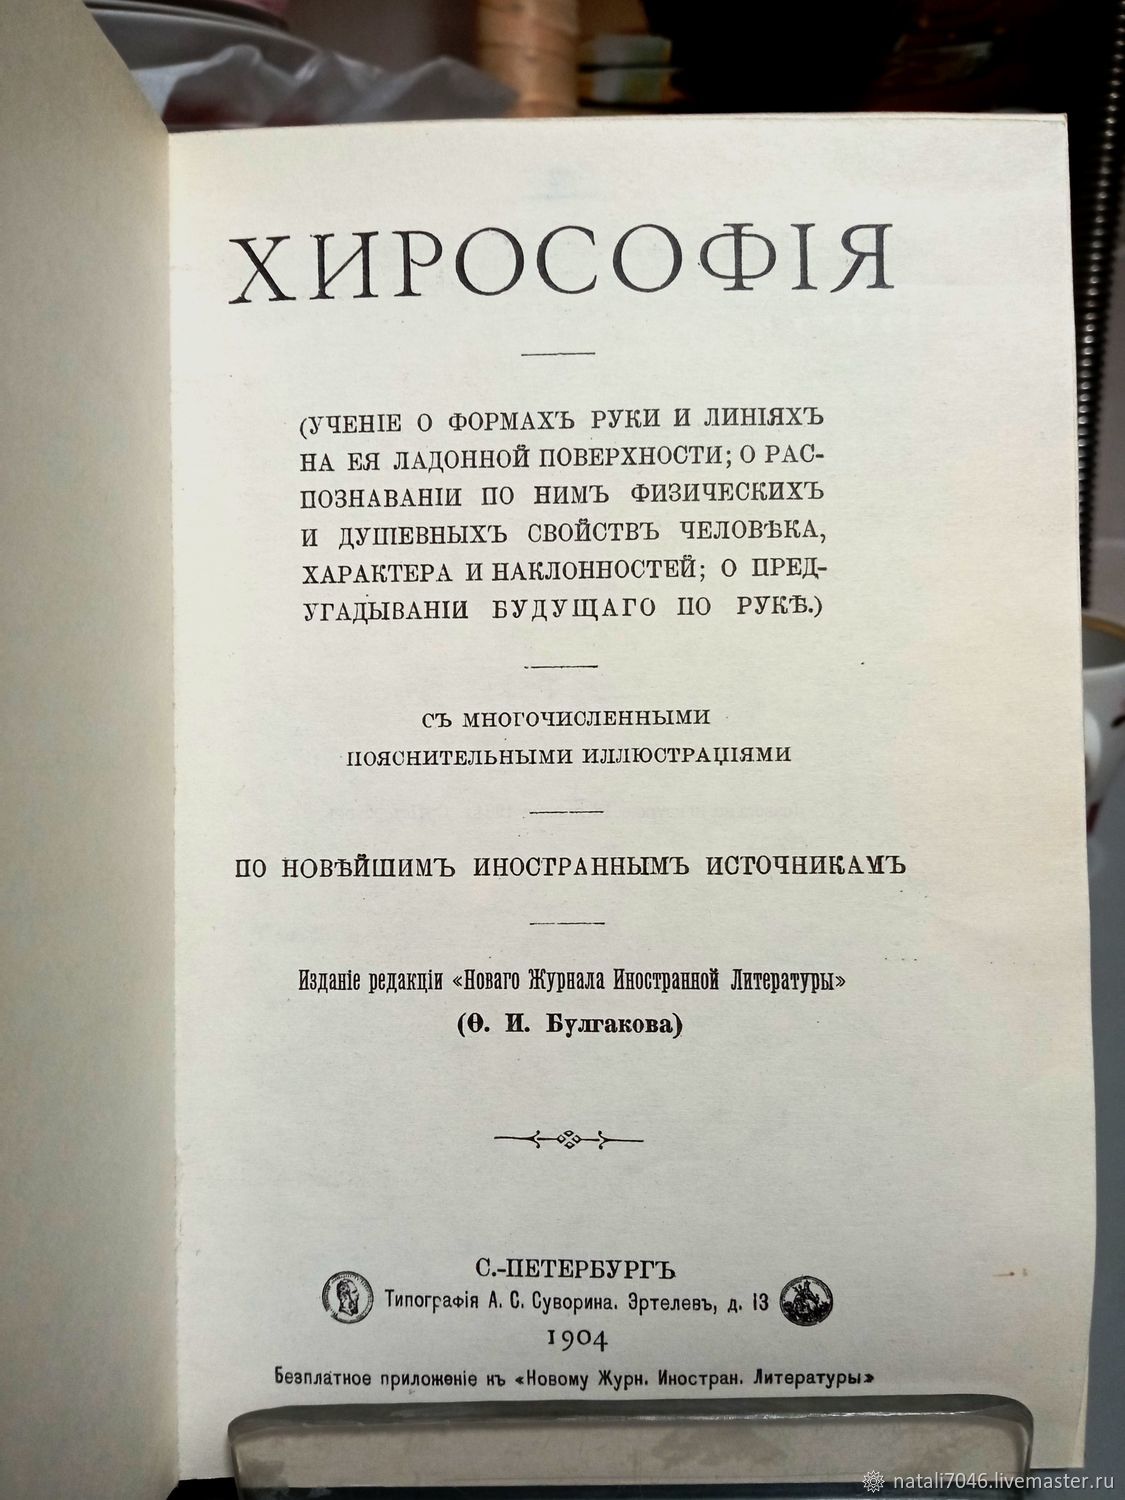 ХИРОСОФІЯ
(УЧЕНІЕ О ФОРМАХЪ РУКИ И ЛИНІЯХЪ
НА ЕЯ ЛАДОННОЙ ПОВЕРХНОСТИ; О РАС-
ПОЗНАВАНІИ ПО НИМЪ ФИЗИЧЕСКИХЪ
И ДУШЕВНЫХЪ СВОЙСТВЪ ЧЕЛОВѢКА,
ХАРАКТЕРА И НАКЛОННОСТЕЙ; О ПРЕД-
УГАДЫВАНІИ БУДУЩАГО ПО РУКѢ.)
СЪ МНОГОЧИСЛЕННЫМИ
ПОЯСНИТЕЛЬНЫМИ ИЛЛЮСТРАЦІЯМИ
ПО НОВѢЙШИМЪ ИНОСТРАННЫМЪ ИСТОЧНИКАМЪ
Изданіе редакціи «Новаго Журнала Иностранной Литературы»
(Ѳ. И. Булгакова)
С.-ПЕТЕРБУРГЪ
Типографія А. С. Суворина. Эртелевъ, д. 13
1904
Безплатное приложеніе къ «Новому Журн. Иностран. Литературы»
natali7046.livemaster.ru